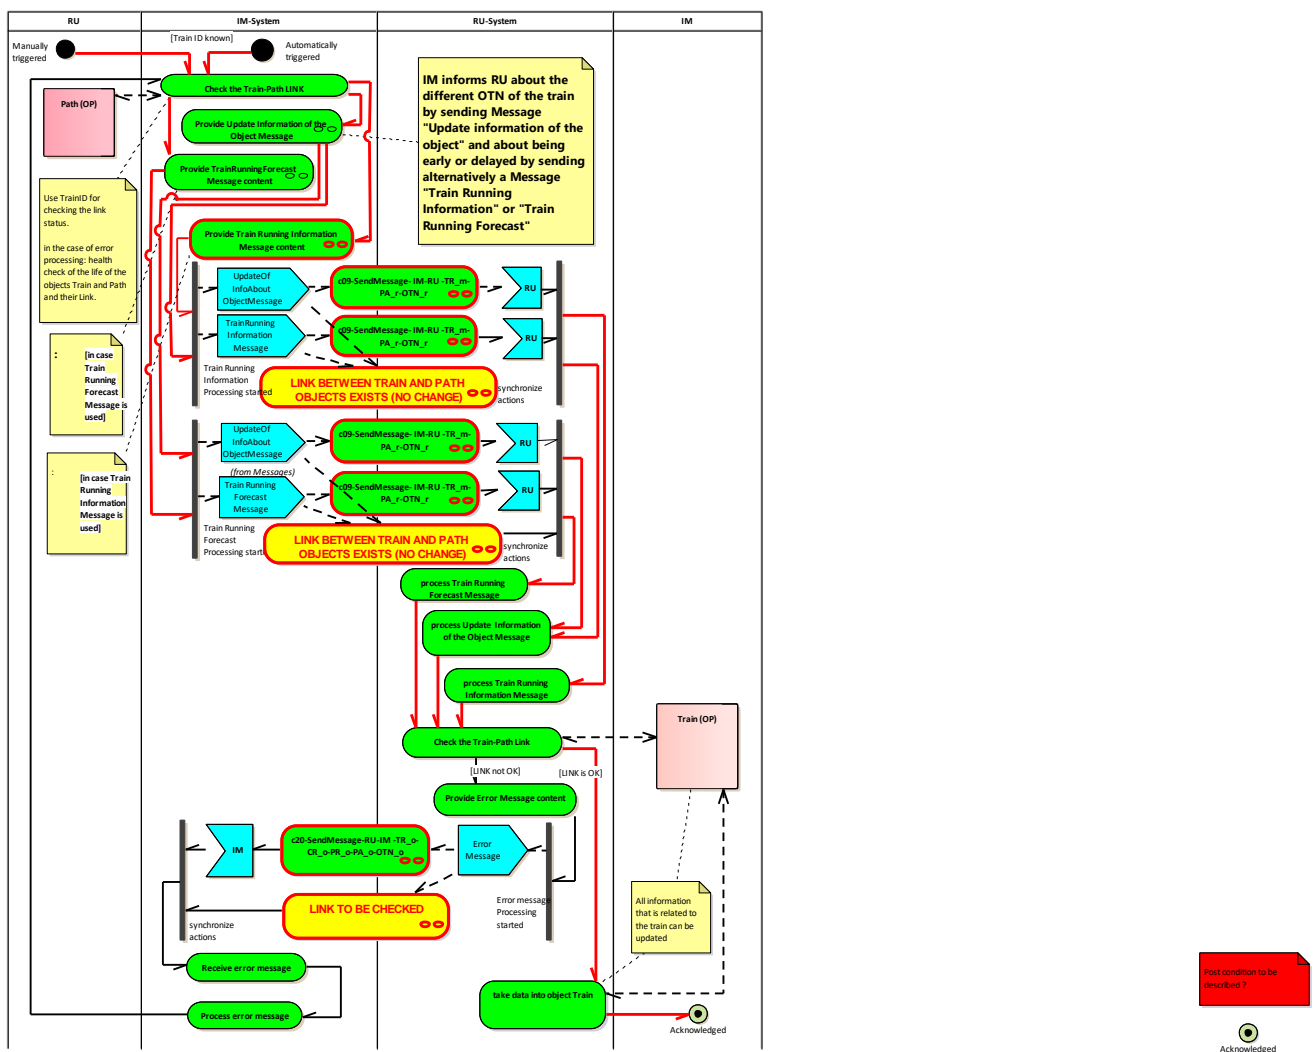 RU
IM-System
RU-System
IM
Manually
triggered
[Train ID known]
Automatically
triggered
Check the Train-Path LINK
Path (OP)
Provide Update Information of the
Object Message
Provide TrainRunningForecast
Message content
IM informs RU about the
different OTN of the train
by sending Message
"Update information of the
object" and about being
early or delayed by sending
alternatively a Message
"Train Running
Information" or "Train
Running Forecast"
Use TrainID for
checking the link
status.
in the case of error
processing: health
check of the life of the
objects Train and Path
and their Link.
Provide Train Running Information
Message content
UpdateOf
InfoAbout
ObjectMessage
c09-SendMessage- IM-RU -TR_m-
PA_r-OTN_r
RU
TrainRunning
Information
Message
c09-SendMessage- IM-RU -TR_m-
PA_r-OTN_r
RU
: [in case
Train
Running
Forecast
Message is
used]
Train Running
Information
Processing started
LINK BETWEEN TRAIN AND PATH
OBJECTS EXISTS (NO CHANGE)
synchronize
actions
UpdateOf
InfoAbout
ObjectMessage
(from Messages)
c09-SendMessage- IM-RU -TR_m-
PA_r-OTN_r
RU
: [in case Train
Running
Information
Message is
used]
Train Running
Forecast
Message
c09-SendMessage- IM-RU -TR_m-
PA_r-OTN_r
RU
Train Running
Forecast
Processing start
LINK BETWEEN TRAIN AND PATH
OBJECTS EXISTS (NO CHANGE)
synchronize
actions
process Train Running
Forecast Message
process Update Information
of the Object Message
process Train Running
Information Message
Train (OP)
Check the Train-Path Link
[LINK not OK]
[LINK is OK]
Provide Error Message content
IM
c20-SendMessage-RU-IM -TR_o-
CR_o-PR_o-PA_o-OTN_o
Error
Message
LINK TO BE CHECKED
Error message
Processing
started
synchronize
actions
All information
that is related to
the train can be
updated
Receive error message
take data into object Train
Process error message
Acknowledged
Post condition to be
described ?
Acknowledged